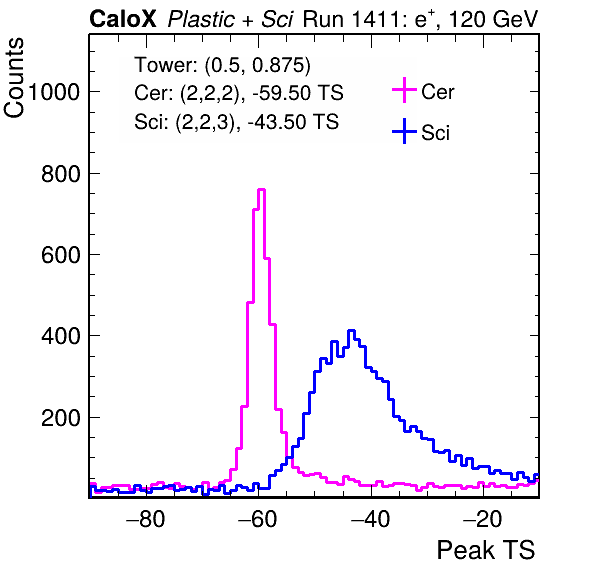 CaloX Plastic + Sci Run 1411: e⁺, 120 GeV
Counts
Tower: (0.5, 0.875)
Cer: (2,2,2), -59.50 TS
Sci: (2,2,3), -43.50 TS
Cer
Sci
1000
800
600
400
200
−80 −60 −40 −20
Peak TS